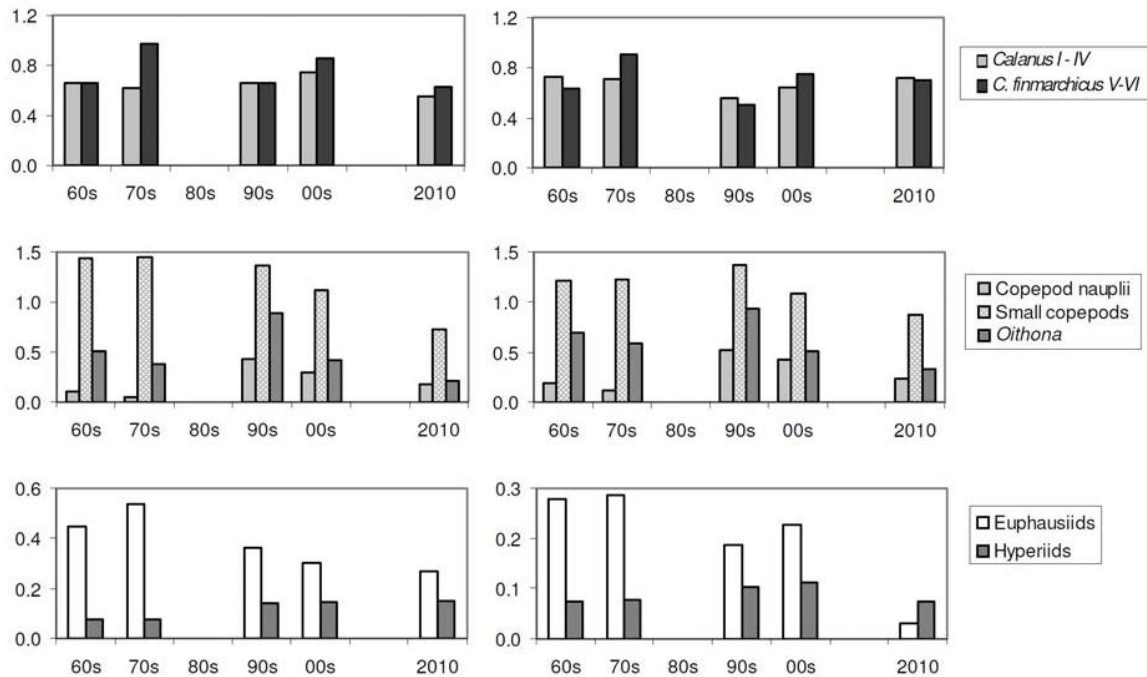 1.2
0.8
0.4
0.0
60s 70s 80s 90s 00s 2010
1.2
0.8
0.4
0.0
60s 70s 80s 90s 00s 2010
Calanus I - IV
C. finmarchicus V-VI
1.5
1.0
0.5
0.0
60s 70s 80s 90s 00s 2010
1.5
1.0
0.5
0.0
60s 70s 80s 90s 00s 2010
Copepod nauplii
Small copepods
Oithona
0.6
0.4
0.2
0.0
60s 70s 80s 90s 00s 2010
0.3
0.2
0.1
0.0
60s 70s 80s 90s 00s 2010
Euphausiids
Hyperiids